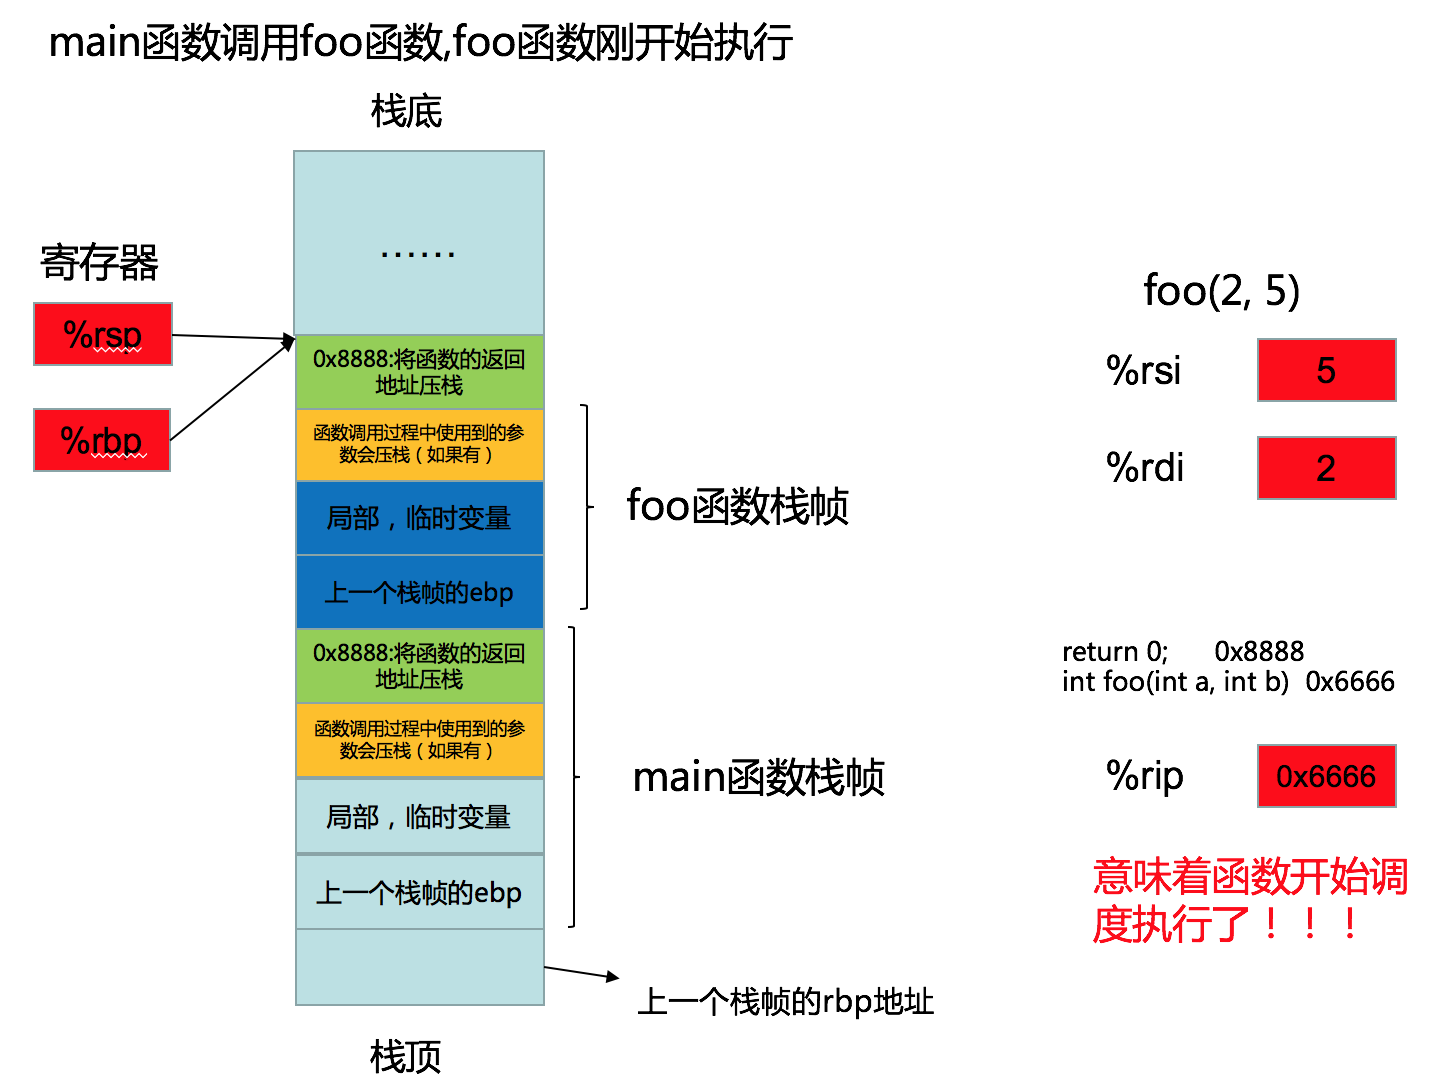 main函数调用foo函数,foo函数刚开始执行
栈底
……
寄存器
%rsp
%rbp
0x8888:将函数的返回
地址压栈
函数调用过程中使用到的参
数会压栈（如果有）
局部，临时变量
上一个栈帧的ebp
foo函数栈帧
0x8888:将函数的返回
地址压栈
函数调用过程中使用到的参
数会压栈（如果有）
局部，临时变量
上一个栈帧的ebp
main函数栈帧
上一个栈帧的rbp地址
栈顶
foo(2, 5)
%rsi 5
%rdi 2
return 0; 0x8888
int foo(int a, int b) 0x6666
%rip 0x6666
意味着函数开始调
度执行了！！！